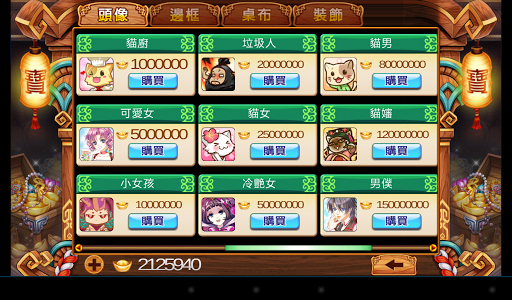 頭像 邊框 桌布 裝飾
貓廚 垃圾人 貓男
1000000 20000000 80000000
購買 購買 購買
可愛女 貓女 貓嬸
5000000 25000000 120000000
購買 購買 購買
小女孩 冷艷女 男僕
10000000 50000000 150000000
購買 購買 購買
2125940